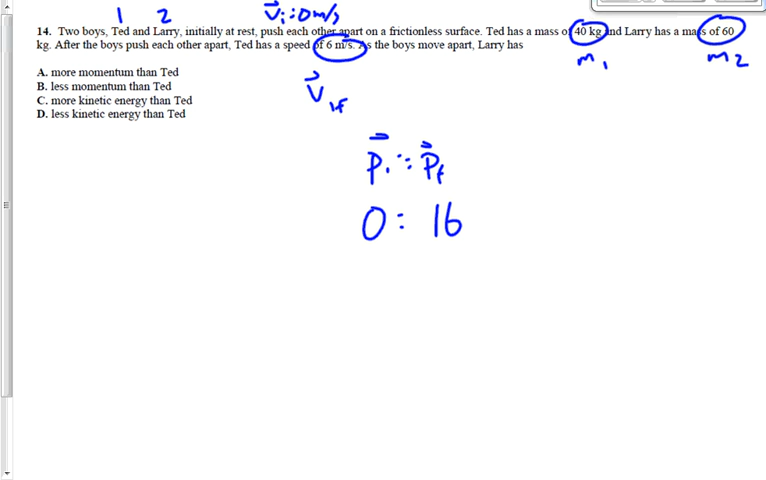 1 2 V⃗i = 0 m/s
14. Two boys, Ted and Larry, initially at rest, push each other apart on a frictionless surface. Ted has a mass of 40 kg and Larry has a mass of 60
kg. After the boys push each other apart, Ted has a speed of 6 m/s. As the boys move apart, Larry has
m1 m2
A. more momentum than Ted
B. less momentum than Ted
C. more kinetic energy than Ted
D. less kinetic energy than Ted
V⃗1f
P⃗i = P⃗f
0 = 16